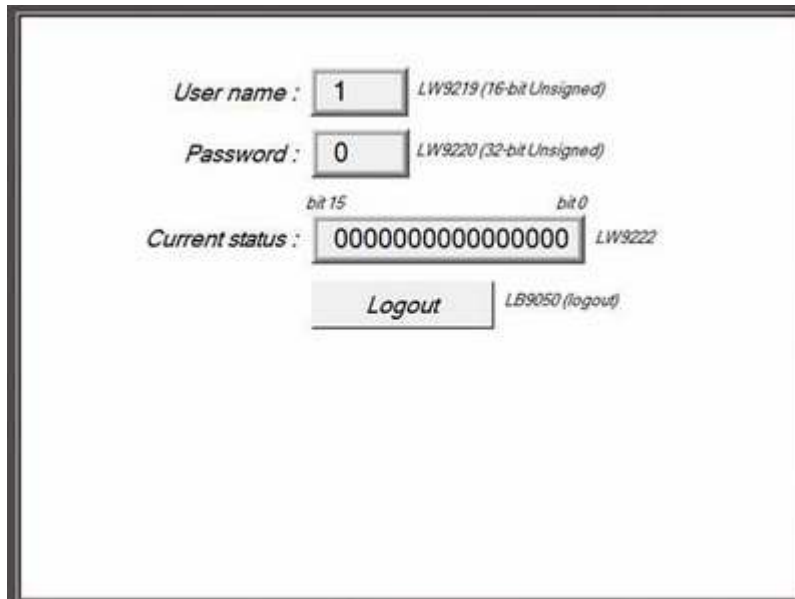 User name : 1 LW9219 (16-bit Unsigned)
Password : 0 LW9220 (32-bit Unsigned)
bit 15 bit 0
Current status : 0000000000000000 LW9222
Logout LB9050 (logout)